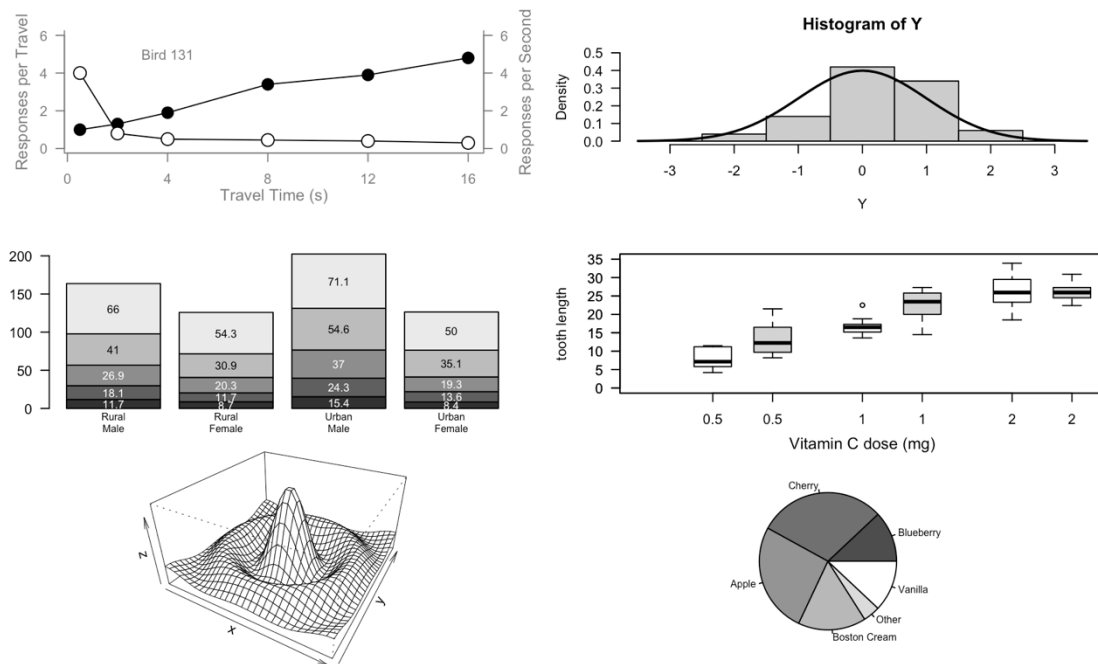 Bird 131
Responses per Travel
Responses per Second
6
4
2
0
6
4
2
0
0 4 8 12 16
Travel Time (s)
Histogram of Y
Density
0.5
0.4
0.3
0.2
0.1
0.0
-3 -2 -1 0 1 2 3
Y
200
150
100
50
0
66
41
26.9
18.1
11.7
54.3
30.9
20.3
11.7
8.7
71.1
54.6
37
24.3
15.4
50
35.1
19.3
13.6
8.4
Rural
Male
Rural
Female
Urban
Male
Urban
Female
tooth length
35
30
25
20
15
10
5
0
0.5 0.5 1 1 2 2
Vitamin C dose (mg)
z
x
y
Cherry
Blueberry
Apple
Vanilla
Other
Boston Cream